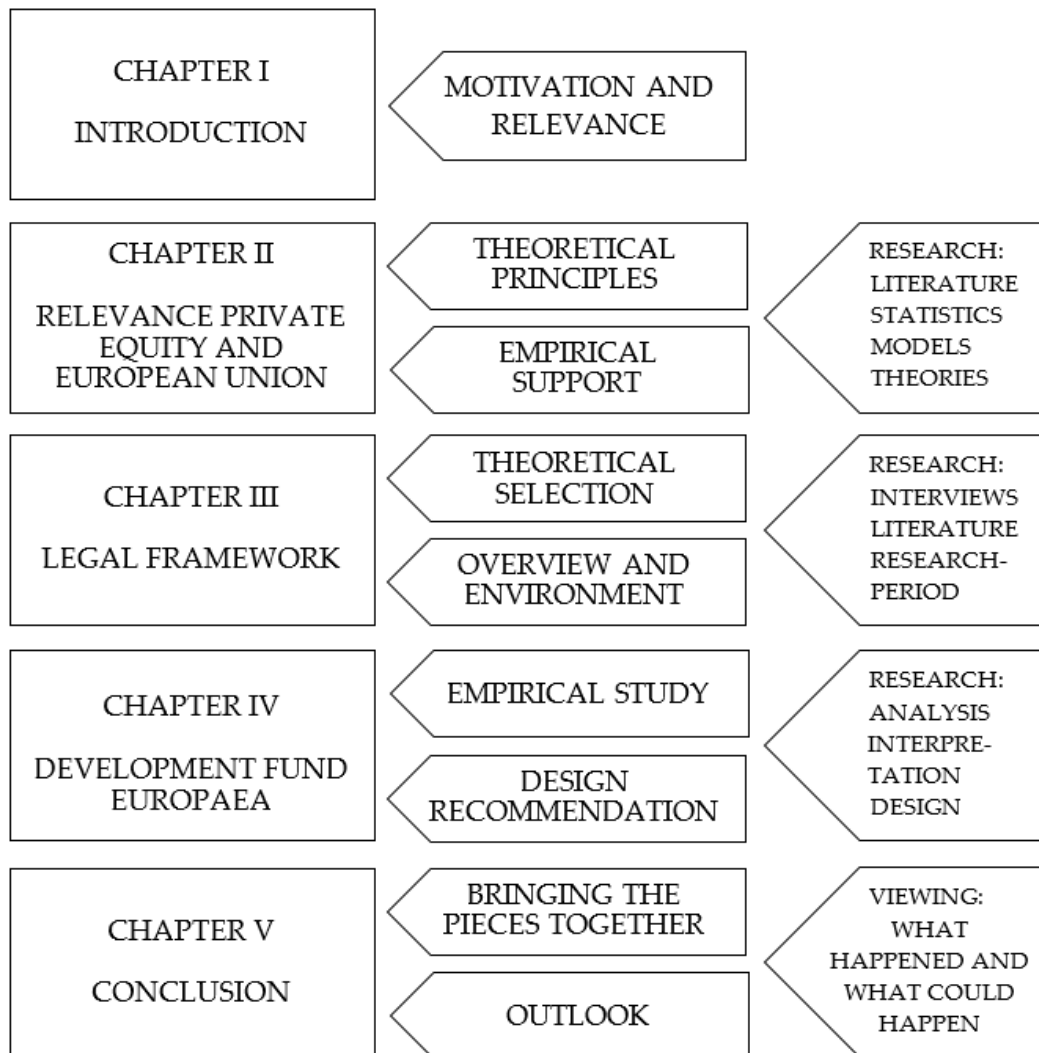 CHAPTER I
INTRODUCTION
MOTIVATION AND
RELEVANCE
CHAPTER II
RELEVANCE PRIVATE
EQUITY AND
EUROPEAN UNION
THEORETICAL
PRINCIPLES
EMPIRICAL
SUPPORT
RESEARCH:
LITERATURE
STATISTICS
MODELS
THEORIES
CHAPTER III
LEGAL FRAMEWORK
THEORETICAL
SELECTION
OVERVIEW AND
ENVIRONMENT
RESEARCH:
INTERVIEWS
LITERATURE
RESEARCH-
PERIOD
CHAPTER IV
DEVELOPMENT FUND
EUROPAEA
EMPIRICAL STUDY
DESIGN
RECOMMENDATION
RESEARCH:
ANALYSIS
INTERPRE-
TATION
DESIGN
CHAPTER V
CONCLUSION
BRINGING THE
PIECES TOGETHER
OUTLOOK
VIEWING:
WHAT
HAPPENED AND
WHAT COULD
HAPPEN